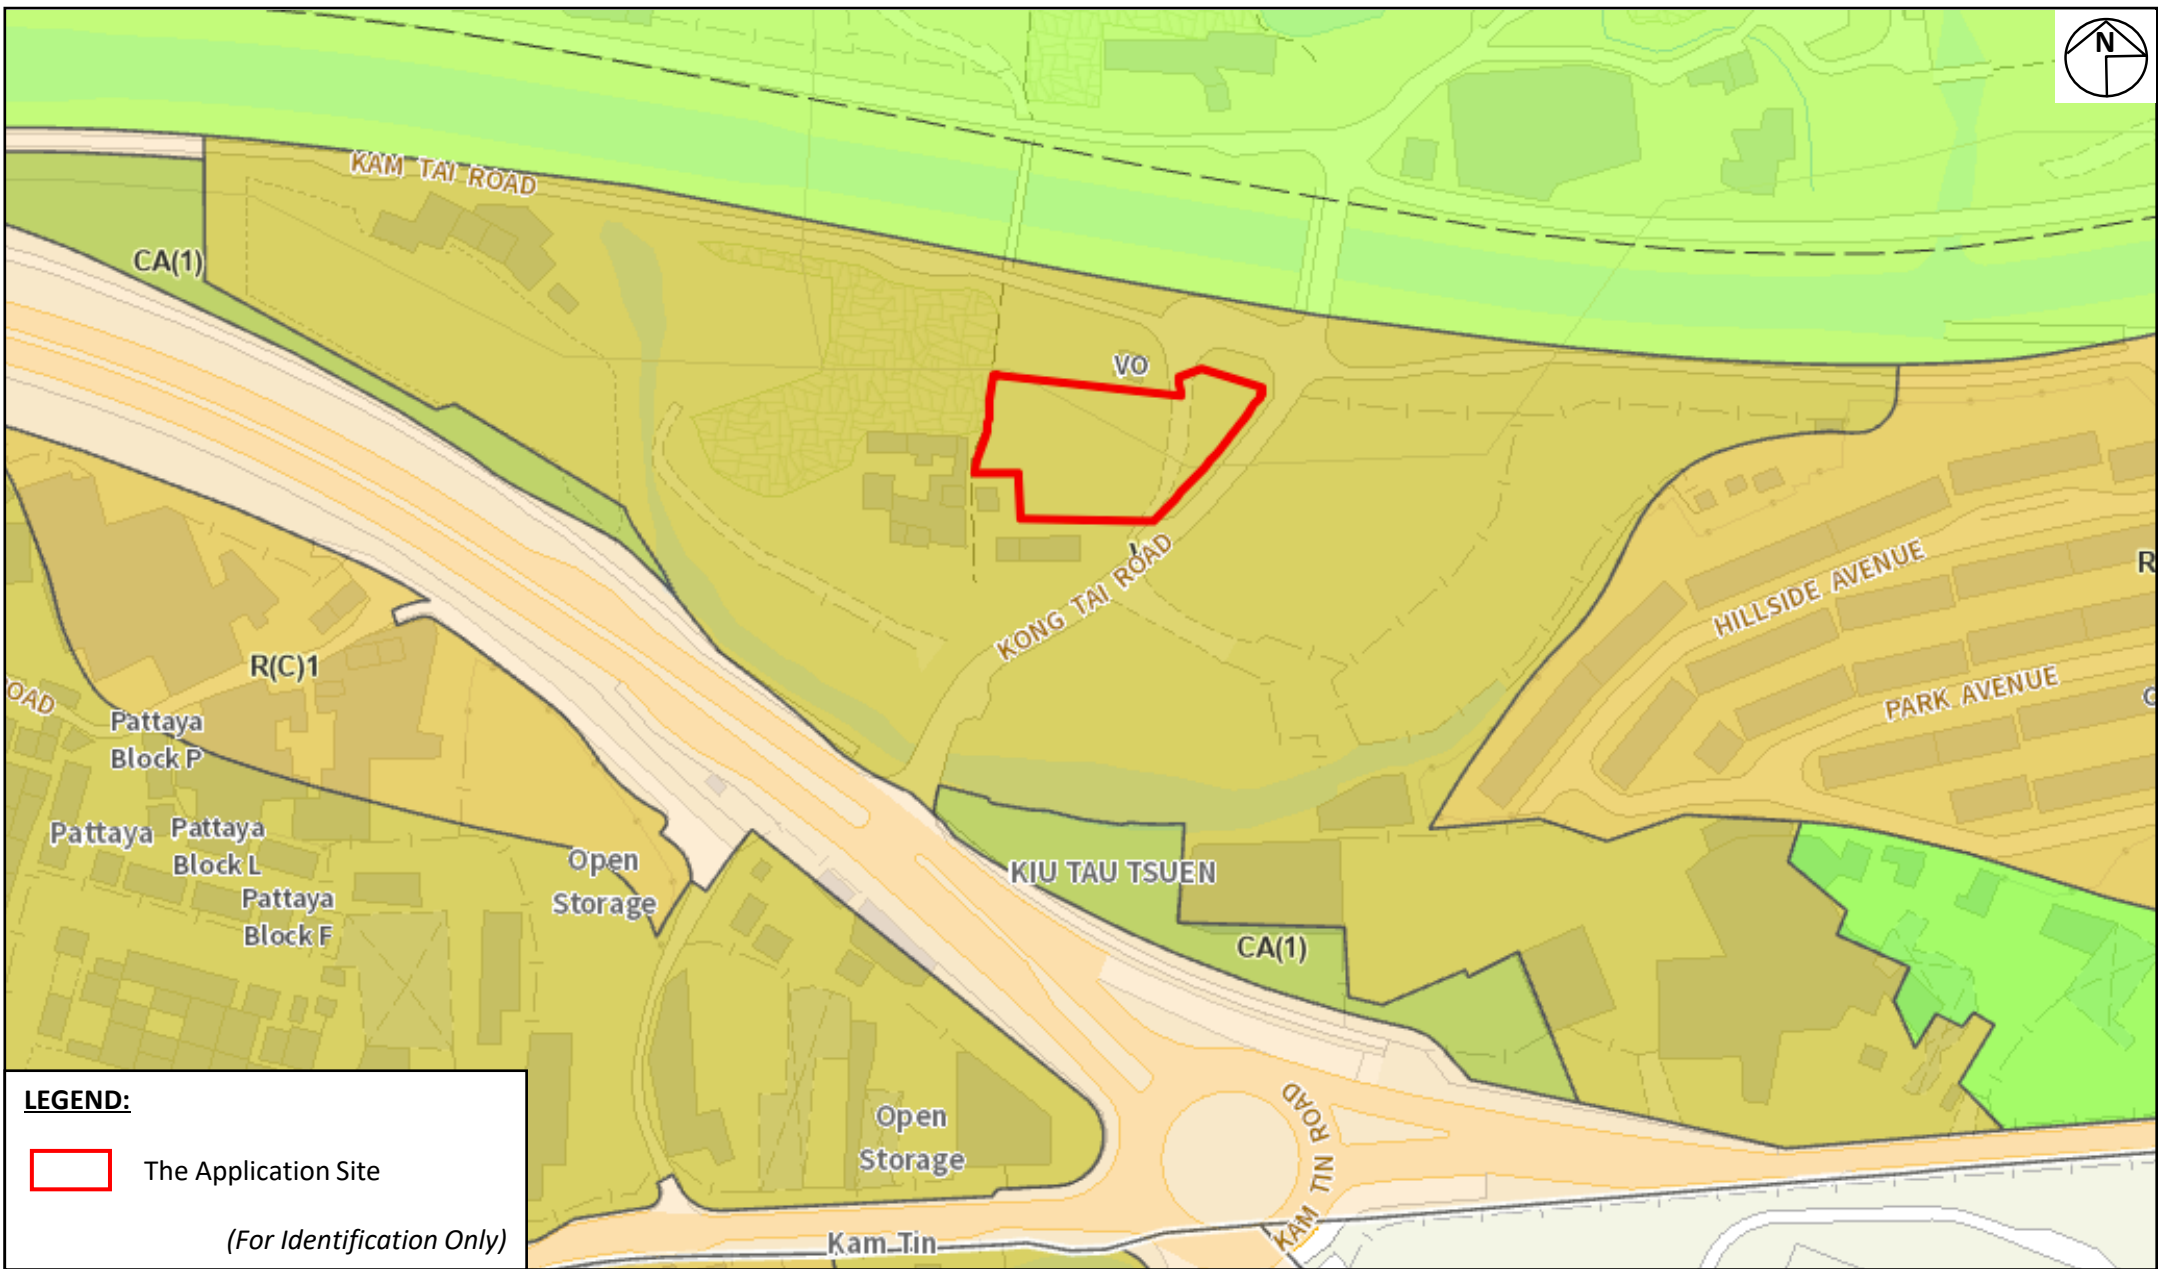 N
KAM TAI ROAD
CA(1)
VO
KONG TAI ROAD
HILLSIDE AVENUE
R
PARK AVENUE
R(C)1
OAD
Pattaya
Block P
Pattaya
Pattaya
Block L
Pattaya
Block F
Open
Storage
KIU TAU TSUEN
CA(1)
KAM TIN ROAD
Open
Storage
Kam Tin
LEGEND:
The Application Site
(For Identification Only)